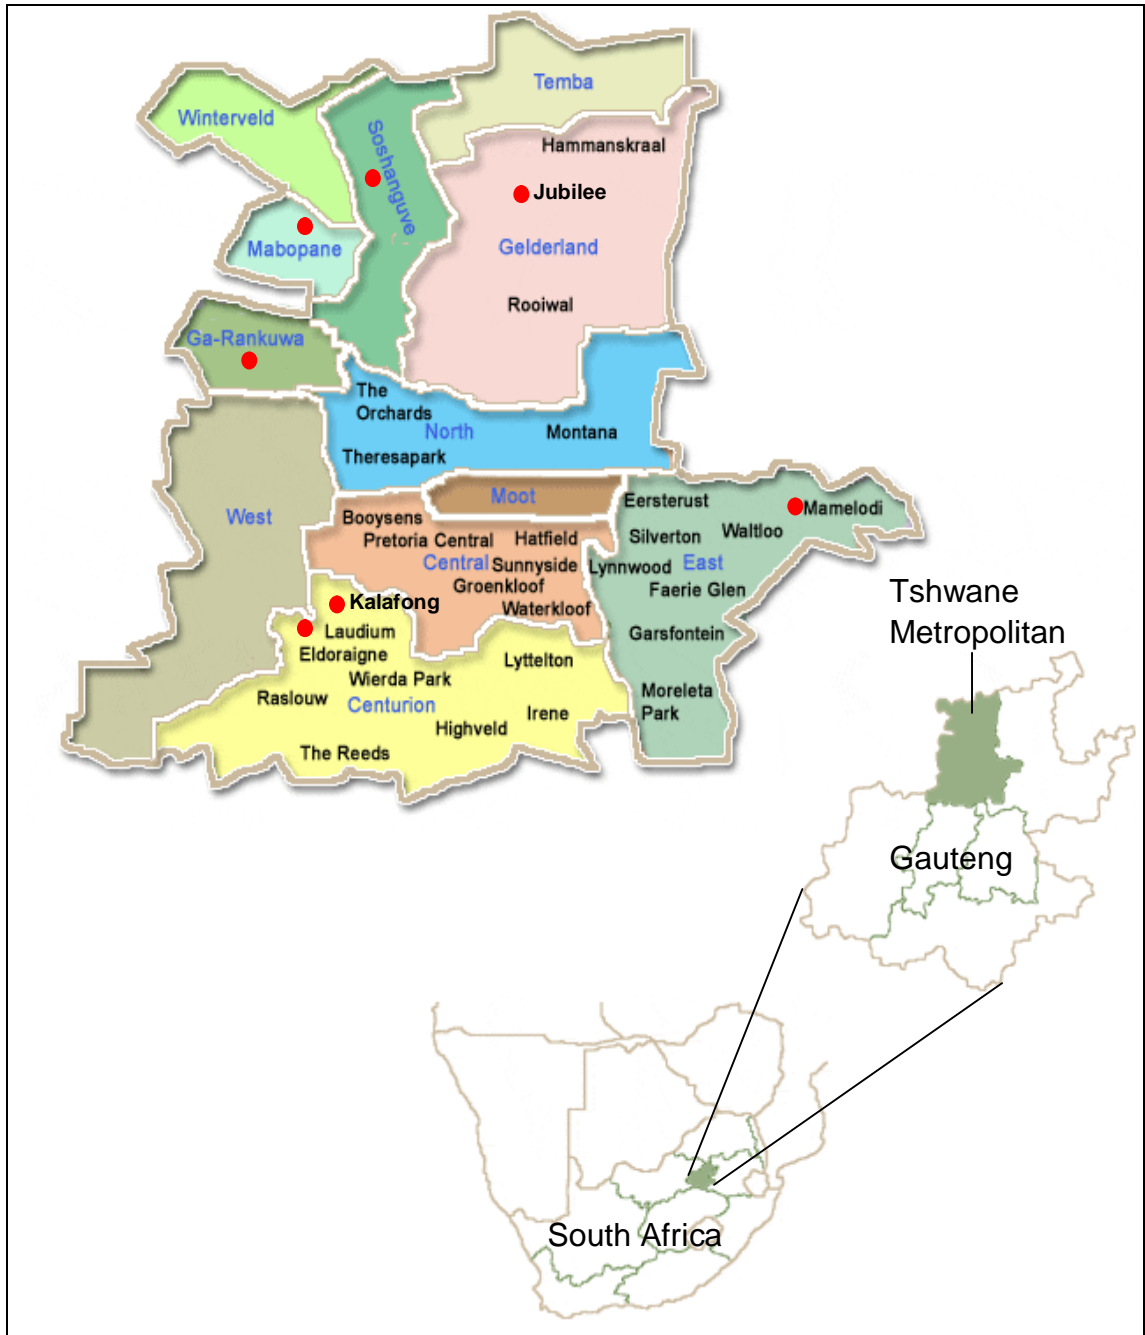 Temba
Winterveld
Soshanguve
Hammanskraal
Jubilee
Mabopane
Gelderland
Rooiwal
Ga-Rankuwa
The
Orchards
North
Montana
Theresapark
West
Moot
Eersterust
Mamelodi
Booysens
Pretoria Central
Hatfield
Silverton
Waltloo
Central
Sunnyside
Lynnwood
East
Groenkloof
Faerie Glen
Waterkloof
Kalafong
Laudium
Garsfontein
Eldoraigne
Lyttelton
Wierda Park
Raslouw
Centurion
Moreleta
Park
Irene
Highveld
The Reeds
Tshwane
Metropolitan
Gauteng
South Africa